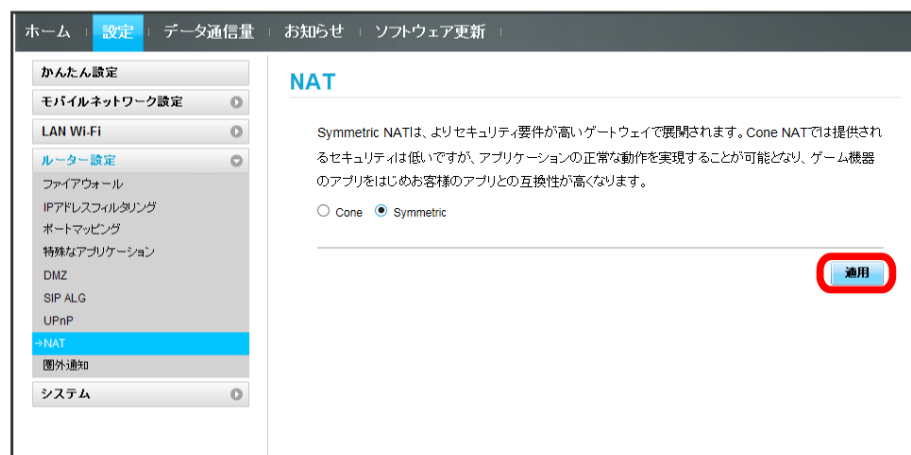 ホーム 設定 データ通信量 お知らせ ソフトウェア更新
かんたん設定
モバイルネットワーク設定
LAN Wi-Fi
ルーター設定
ファイアウォール
IPアドレスフィルタリング
ポートマッピング
特殊なアプリケーション
DMZ
SIP ALG
UPnP
→NAT
圏外通知
システム
NAT
Symmetric NATは、よりセキュリティ要件が高いゲートウェイで展開されます。Cone NATでは提供され
るセキュリティは低いですが、アプリケーションの正常な動作を実現することが可能となり、ゲーム機器
のアプリをはじめお客様のアプリとの互換性が高くなります。
Cone Symmetric
適用